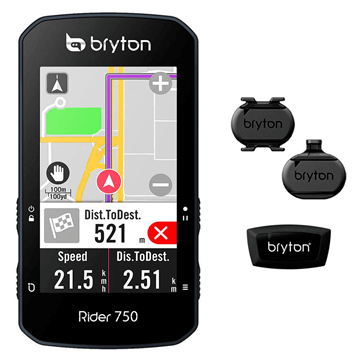 bryton
100m
100yd
Dist.ToDest.
521 m
Speed
Dis.ToDest.
21.5 km/h
2.51 km
Rider 750
bryton
bryton
bryton